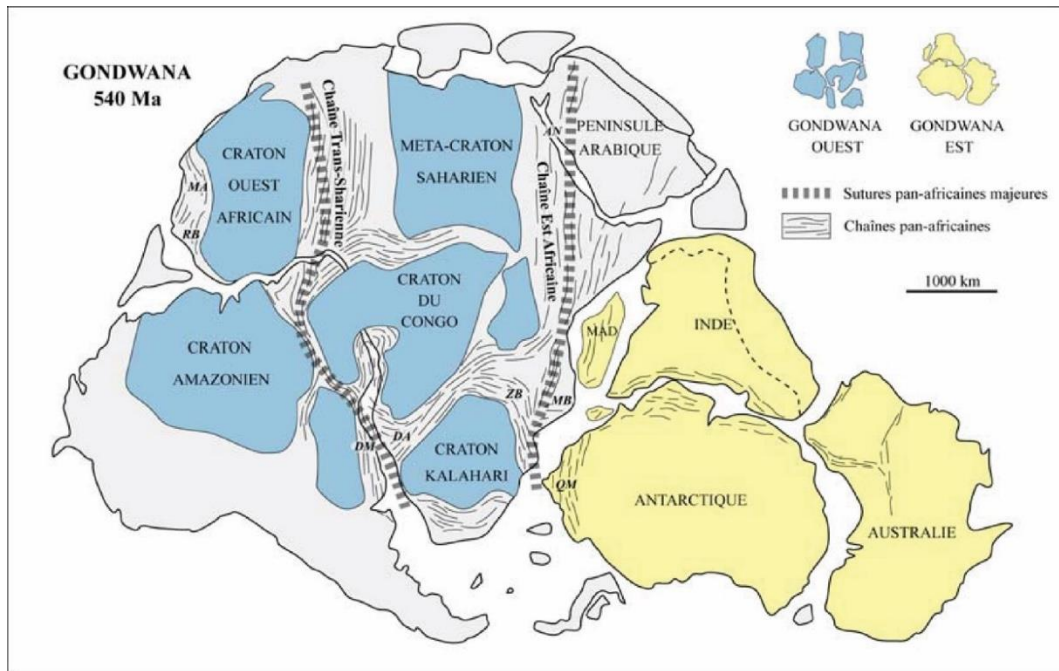 GONDWANA
540 Ma
CRATON
OUEST
AFRICAIN
MA
RB
Chaîne Trans-Sharienne
META-CRATON
SAHARIEN
Chaîne Est Africaine
AN
PENINSULE
ARABIQUE
GONDWANA
OUEST
GONDWANA
EST
Sutures pan-africaines majeures
Chaînes pan-africaines
1000 km
CRATON
DU
CONGO
CRATON
AMAZONIEN
MAD
INDE
ZB
MB
DM
DA
CRATON
KALAHARI
QM
ANTARCTIQUE
AUSTRALIE